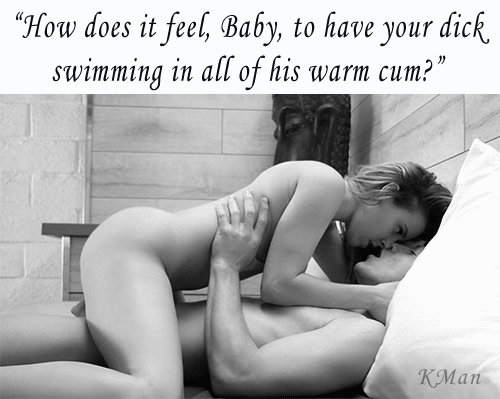 “How does it feel, Baby, to have your dick
swimming in all of his warm cum?”
KMan